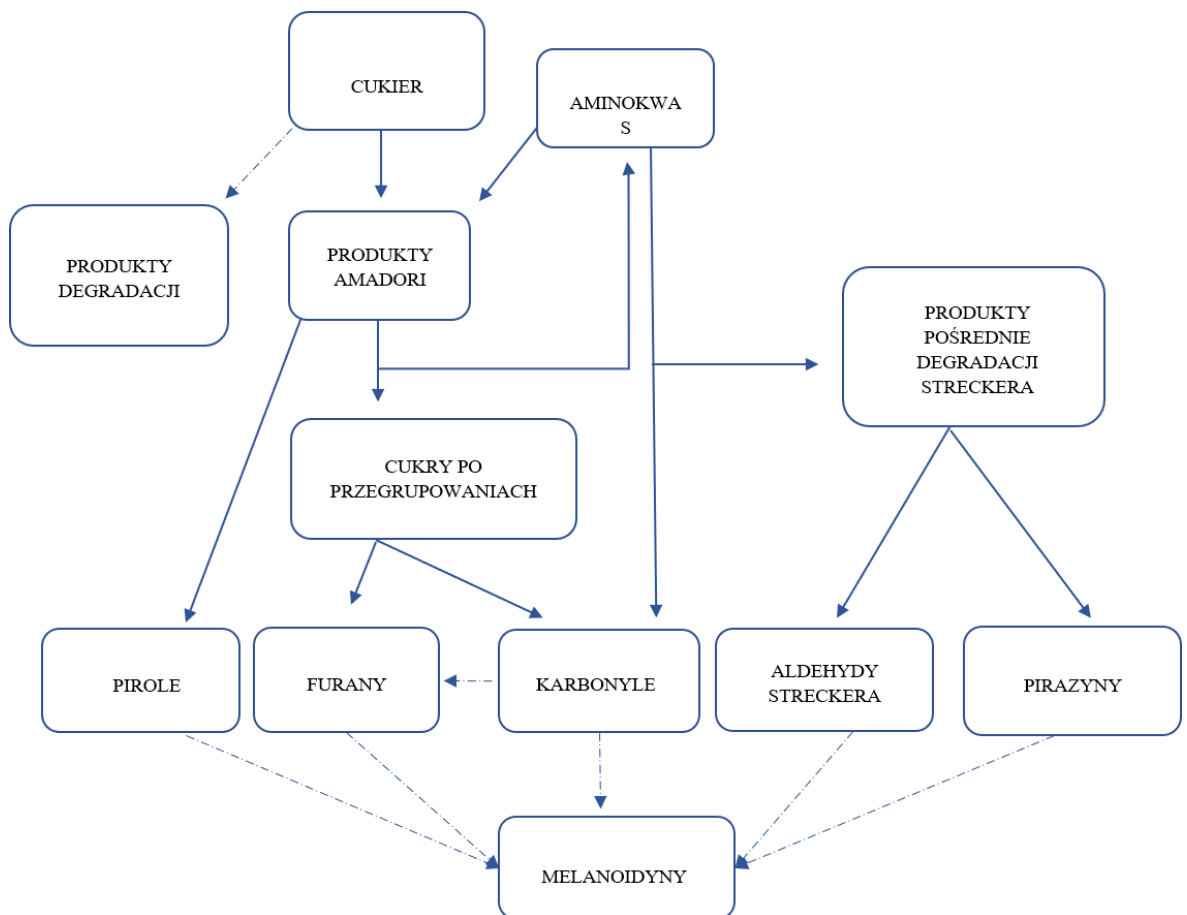 CUKIER
AMINOKWA
S
PRODUKTY
DEGRADACJI
PRODUKTY
AMADORI
PRODUKTY
POŚREDNIE
DEGRADACJI
STRECKERA
CUKRY PO
PRZEGRUPOWANIACH
PIROLE
FURANY
KARBONYLE
ALDEHYDY
STRECKERA
PIRAZYNY
MELANOIDYNY